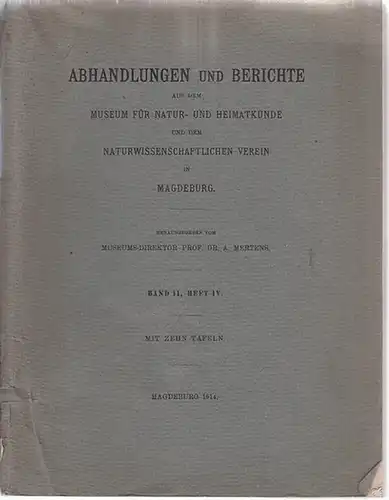 ABHANDLUNGEN UND BERICHTE
AUS DEM
MUSEUM FÜR NATUR- UND HEIMATKUNDE
UND DEM
NATURWISSENSCHAFTLICHEN VEREIN
IN
MAGDEBURG.
HERAUSGEGEBEN VOM
MUSEUMS-DIREKTOR PROF. DR. A. MERTENS.
BAND II, HEFT IV.
MIT ZEHN TAFELN.
MAGDEBURG 1914.